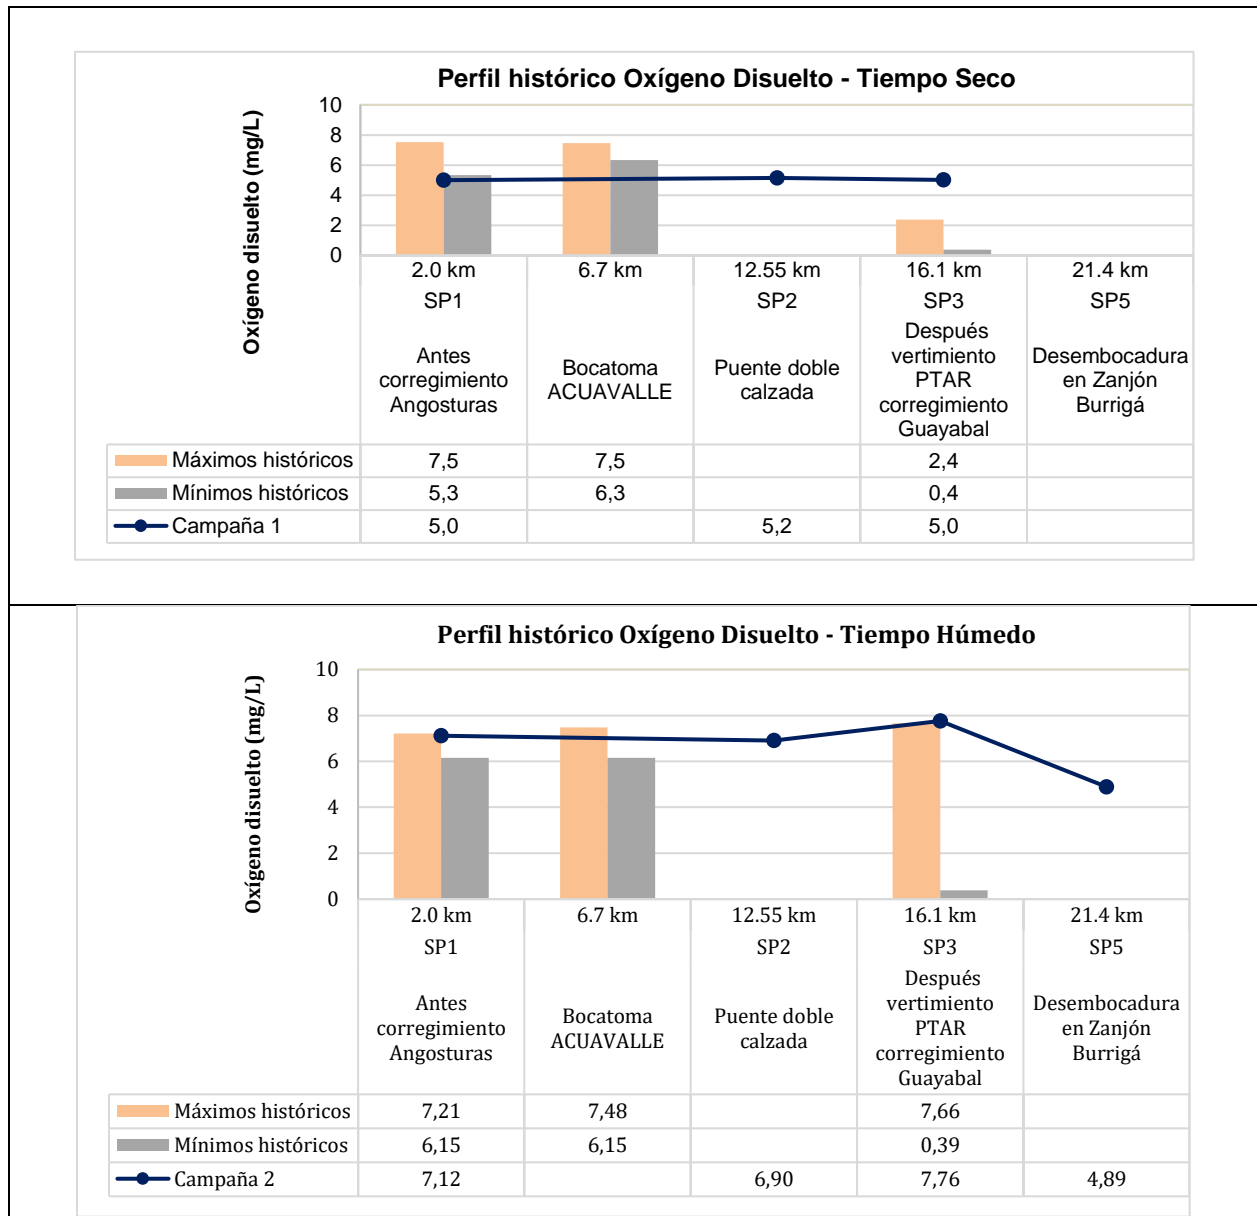 Perfil histórico Oxígeno Disuelto - Tiempo Seco
Oxígeno disuelto (mg/L)
10
8
6
4
2
0
2.0 km 6.7 km 12.55 km 16.1 km 21.4 km
SP1 SP2 SP3 SP5
Antes corregimiento Angosturas
Bocatoma ACUAVALLE
Puente doble calzada
Después vertimiento PTAR corregimiento Guayabal
Desembocadura en Zanjón Burrigá
Máximos históricos 7,5 7,5 2,4
Mínimos históricos 5,3 6,3 0,4
Campaña 1 5,0 5,2 5,0
Perfil histórico Oxígeno Disuelto - Tiempo Húmedo
Oxígeno disuelto (mg/L)
10
8
6
4
2
0
2.0 km 6.7 km 12.55 km 16.1 km 21.4 km
SP1 SP2 SP3 SP5
Antes corregimiento Angosturas
Bocatoma ACUAVALLE
Puente doble calzada
Después vertimiento PTAR corregimiento Guayabal
Desembocadura en Zanjón Burrigá
Máximos históricos 7,21 7,48 7,66
Mínimos históricos 6,15 6,15 0,39
Campaña 2 7,12 6,90 7,76 4,89